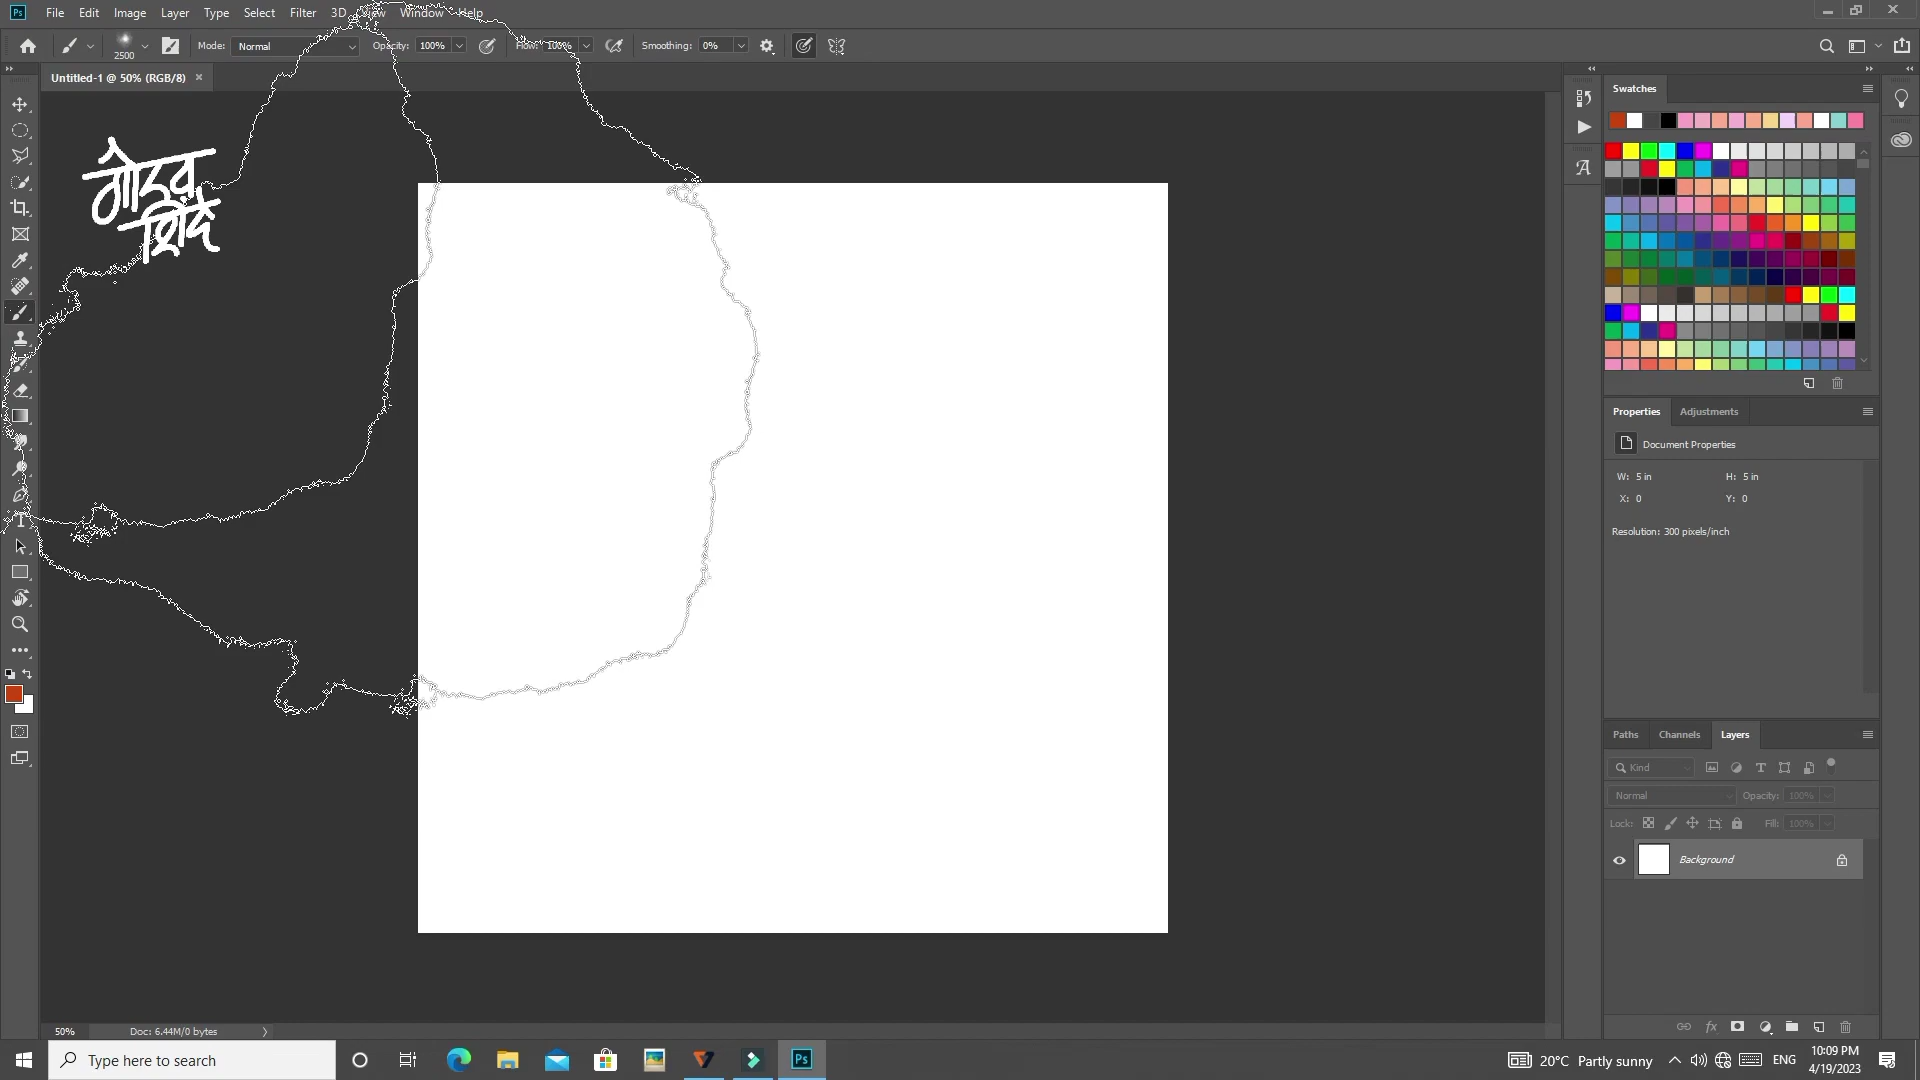 Ps File Edit Image Layer Type Select Filter 3D View Window Help
2500 Mode: Normal Opacity: 100% Flow: 100% Smoothing: 0%
Untitled-1 @ 50% (RGB/8) ×
गौरव
शिंदे
Swatches
Properties Adjustments
Document Properties
W: 5 in H: 5 in
X: 0 Y: 0
Resolution: 300 pixels/inch
Paths Channels Layers
Kind
Normal Opacity: 100%
Lock: Fill: 100%
Background
50% Doc: 6.44M/0 bytes
Type here to search
20°C Partly sunny
ENG
10:09 PM
4/19/2023